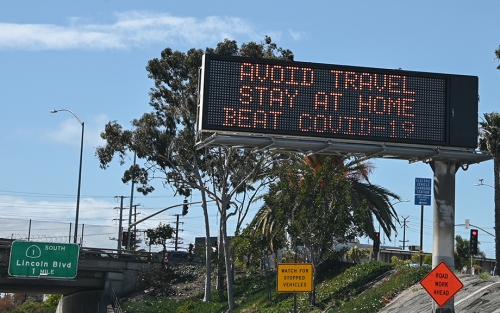 AVOID TRAVEL
STAY AT HOME
BEAT COVID-19
1 SOUTH
Lincoln Blvd
1 MILE
WATCH FOR
STOPPED
VEHICLES
ROAD
WORK
AHEAD